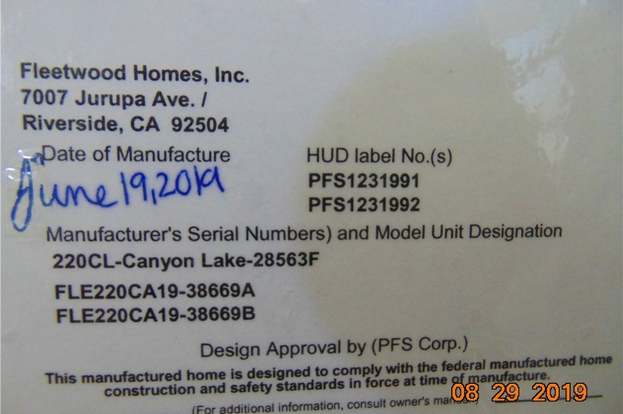 Fleetwood Homes, Inc.
7007 Jurupa Ave. /
Riverside, CA 92504
Date of Manufacture
June 19, 2019
HUD label No.(s)
PFS1231991
PFS1231992
Manufacturer's Serial Numbers) and Model Unit Designation
220CL-Canyon Lake-28563F
FLE220CA19-38669A
FLE220CA19-38669B
Design Approval by (PFS Corp.)
This manufactured home is designed to comply with the federal manufactured home
construction and safety standards in force at time of manufacture.
(For additional information, consult owner's manual
08 29 2019